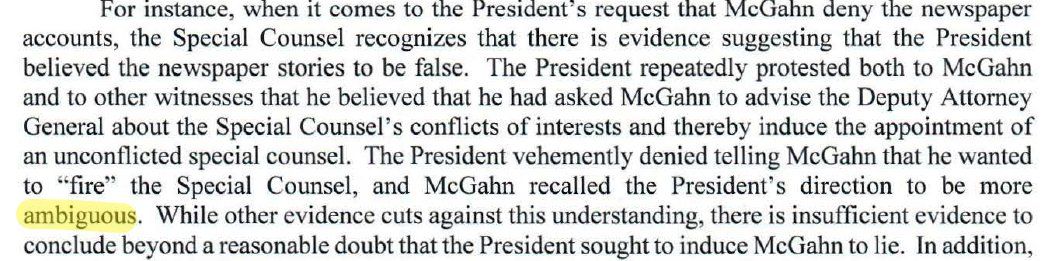 For instance, when it comes to the President's request that McGahn deny the newspaper
accounts, the Special Counsel recognizes that there is evidence suggesting that the President
believed the newspaper stories to be false. The President repeatedly protested both to McGahn
and to other witnesses that he believed that he had asked McGahn to advise the Deputy Attorney
General about the Special Counsel's conflicts of interests and thereby induce the appointment of
an unconflicted special counsel. The President vehemently denied telling McGahn that he wanted
to "fire" the Special Counsel, and McGahn recalled the President's direction to be more
ambiguous. While other evidence cuts against this understanding, there is insufficient evidence to
conclude beyond a reasonable doubt that the President sought to induce McGahn to lie. In addition,